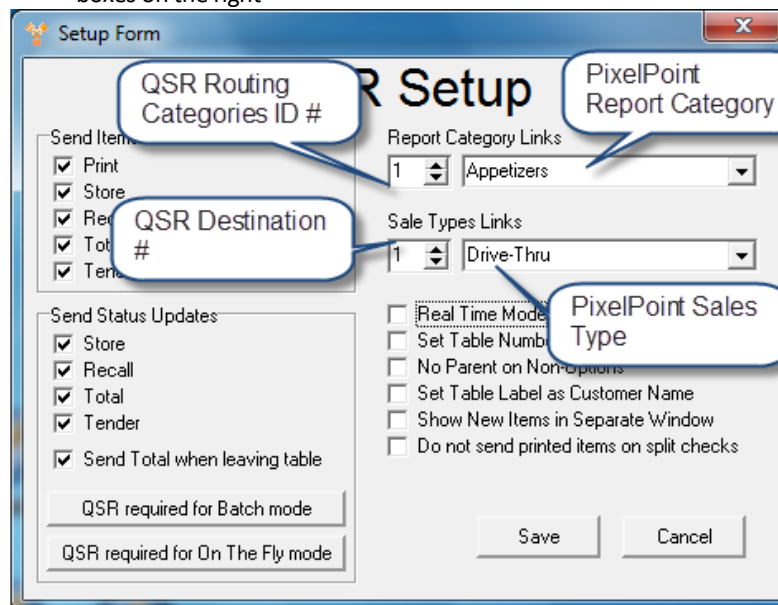 boxes on the right
Setup Form
QSR Routing
Categories ID #
R Setup
PixelPoint
Report Category
Send Item
Print
Store
Rec
Tot
Ten
QSR Destination
#
Report Category Links
1
Appetizers
Sale Types Links
1
Drive-Thru
PixelPoint Sales
Type
Send Status Updates
Store
Recall
Total
Tender
Send Total when leaving table
QSR required for Batch mode
QSR required for On The Fly mode
Real Time Mode
Set Table Numb
No Parent on Non-Options
Set Table Label as Customer Name
Show New Items in Separate Window
Do not send printed items on split checks
Save
Cancel